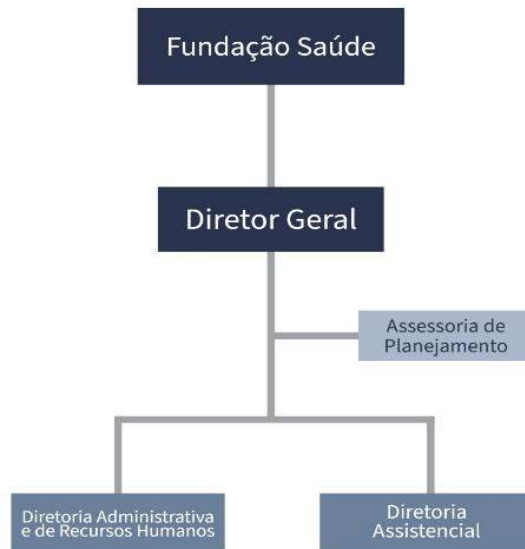 Fundação Saúde
Diretor Geral
Assessoria de
Planejamento
Diretoria Administrativa
e de Recursos Humanos
Diretoria
Assistencial